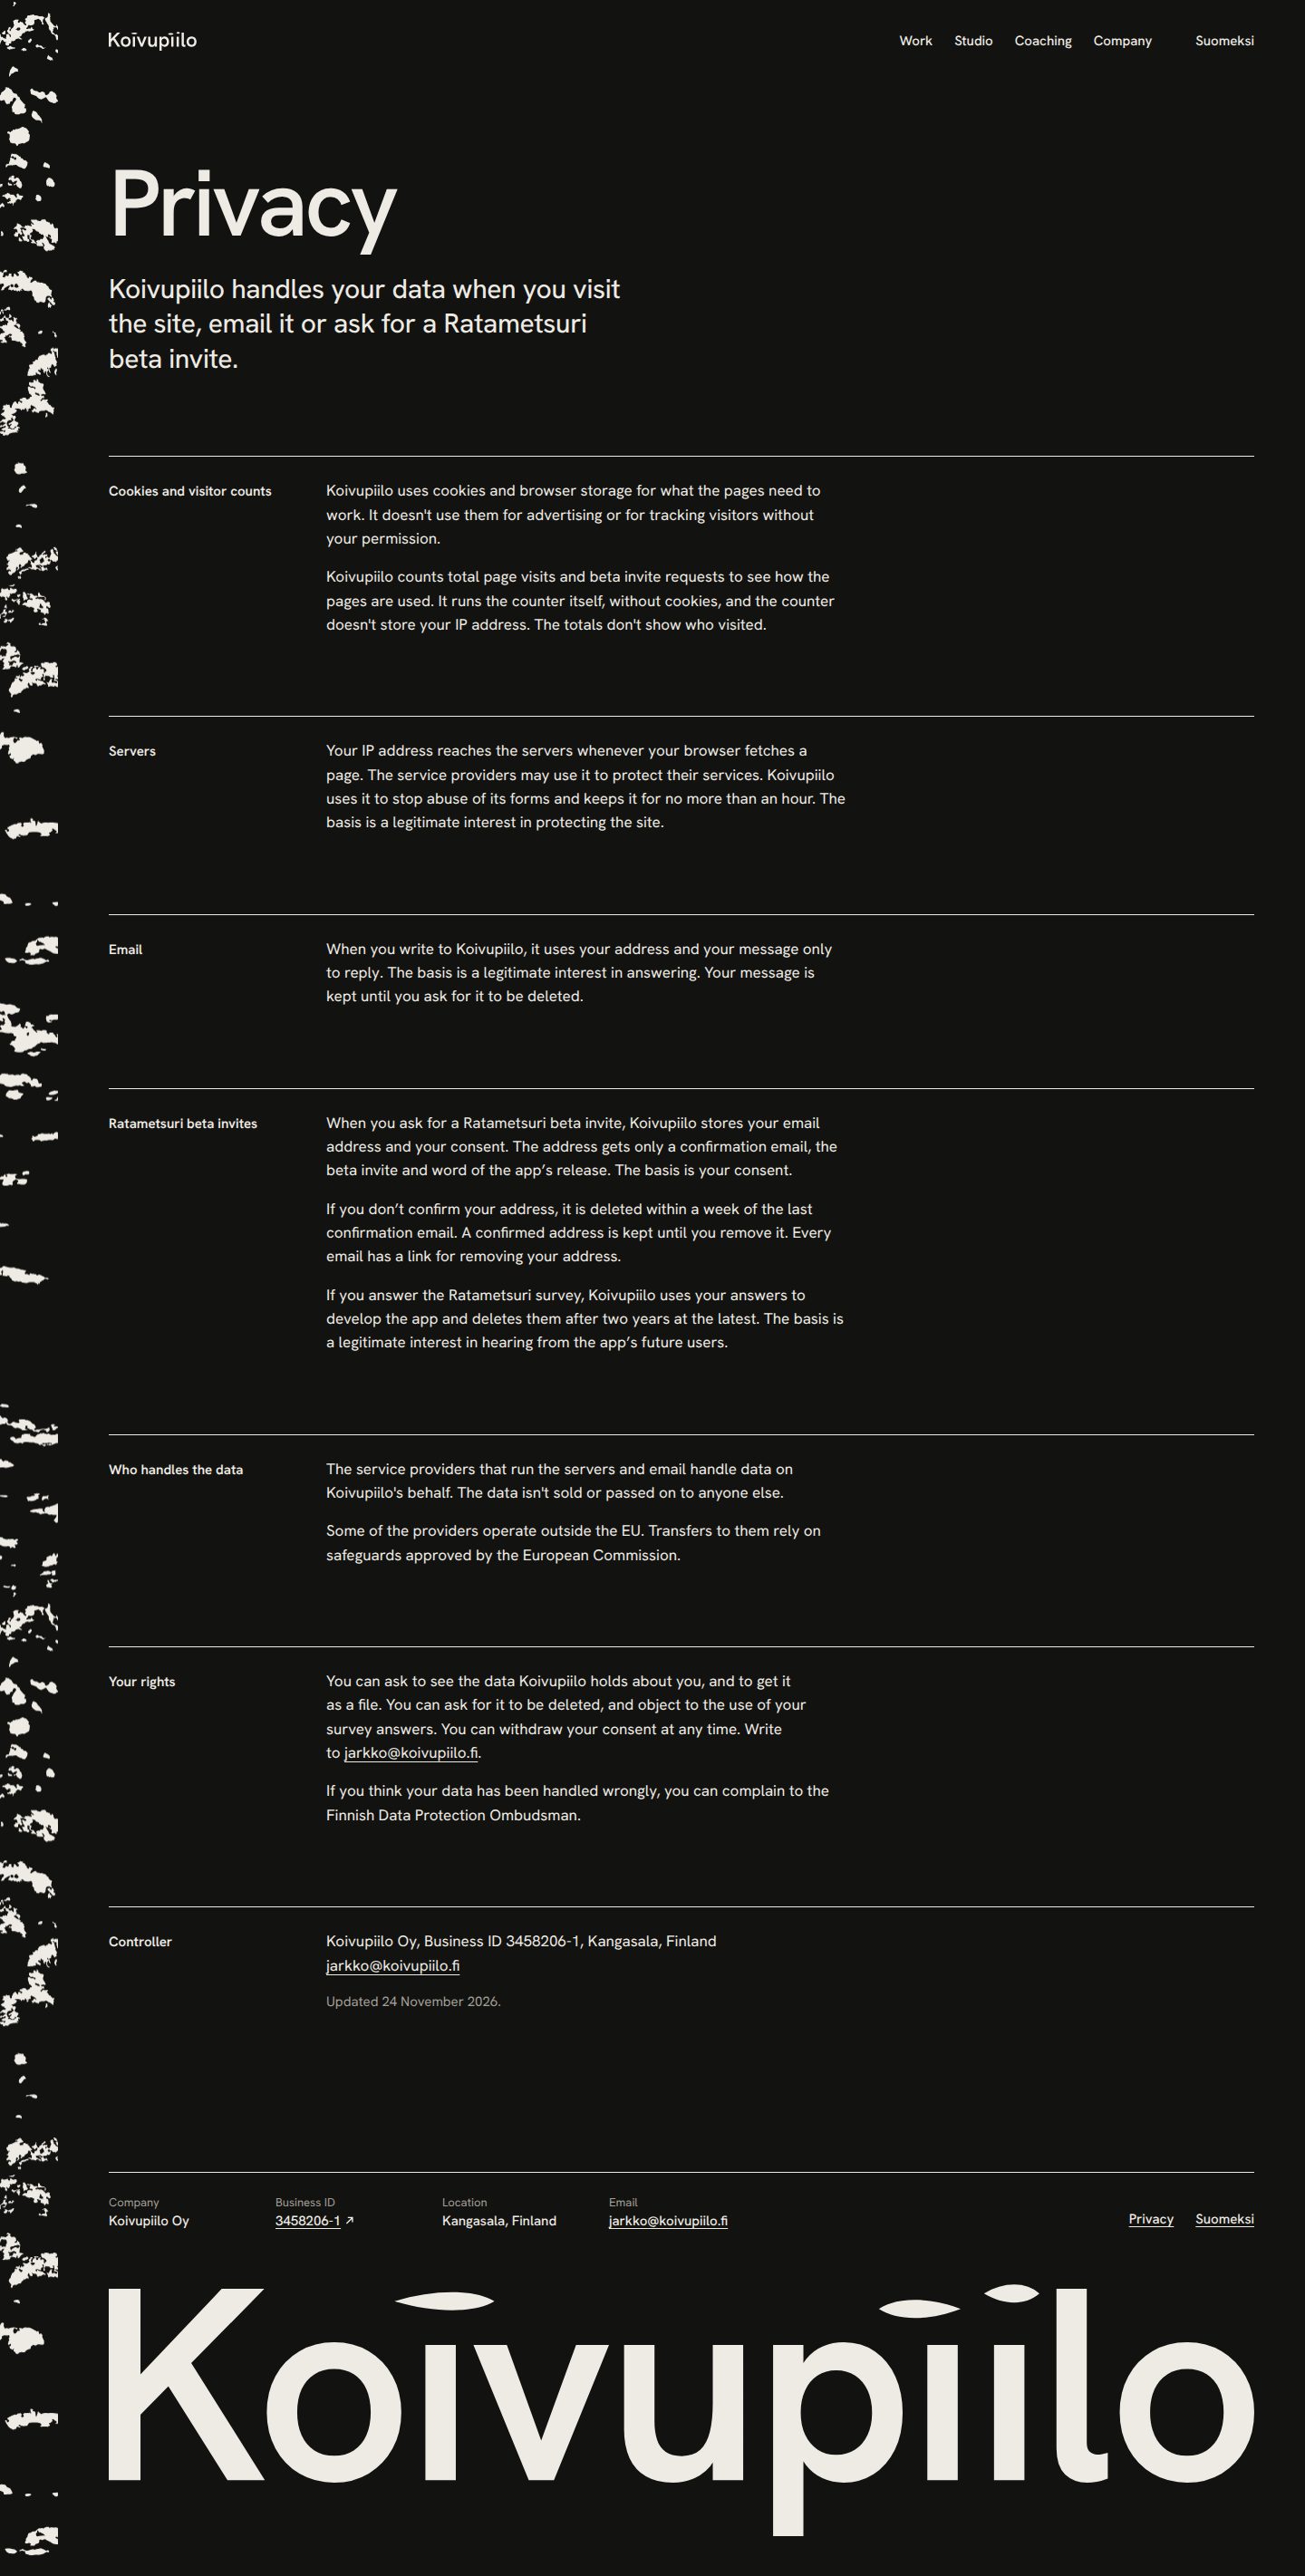 Koivupiilo
Work Studio Coaching Company Suomeksi
Privacy
Koivupiilo handles your data when you visit
the site, email it or ask for a Ratametsuri
beta invite.
Cookies and visitor counts
Koivupiilo uses cookies and browser storage for what the pages need to
work. It doesn't use them for advertising or for tracking visitors without
your permission.
Koivupiilo counts total page visits and beta invite requests to see how the
pages are used. It runs the counter itself, without cookies, and the counter
doesn't store your IP address. The totals don't show who visited.
Servers
Your IP address reaches the servers whenever your browser fetches a
page. The service providers may use it to protect their services. Koivupiilo
uses it to stop abuse of its forms and keeps it for no more than an hour. The
basis is a legitimate interest in protecting the site.
Email
When you write to Koivupiilo, it uses your address and your message only
to reply. The basis is a legitimate interest in answering. Your message is
kept until you ask for it to be deleted.
Ratametsuri beta invites
When you ask for a Ratametsuri beta invite, Koivupiilo stores your email
address and your consent. The address gets only a confirmation email, the
beta invite and word of the app’s release. The basis is your consent.
If you don’t confirm your address, it is deleted within a week of the last
confirmation email. A confirmed address is kept until you remove it. Every
email has a link for removing your address.
If you answer the Ratametsuri survey, Koivupiilo uses your answers to
develop the app and deletes them after two years at the latest. The basis is
a legitimate interest in hearing from the app’s future users.
Who handles the data
The service providers that run the servers and email handle data on
Koivupiilo's behalf. The data isn't sold or passed on to anyone else.
Some of the providers operate outside the EU. Transfers to them rely on
safeguards approved by the European Commission.
Your rights
You can ask to see the data Koivupiilo holds about you, and to get it
as a file. You can ask for it to be deleted, and object to the use of your
survey answers. You can withdraw your consent at any time. Write
to jarkko@koivupiilo.fi.
If you think your data has been handled wrongly, you can complain to the
Finnish Data Protection Ombudsman.
Controller
Koivupiilo Oy, Business ID 3458206-1, Kangasala, Finland
jarkko@koivupiilo.fi
Updated 24 November 2026.
Company Business ID Location Email
Koivupiilo Oy 3458206-1 ↗ Kangasala, Finland jarkko@koivupiilo.fi Privacy Suomeksi
Koivupiilo